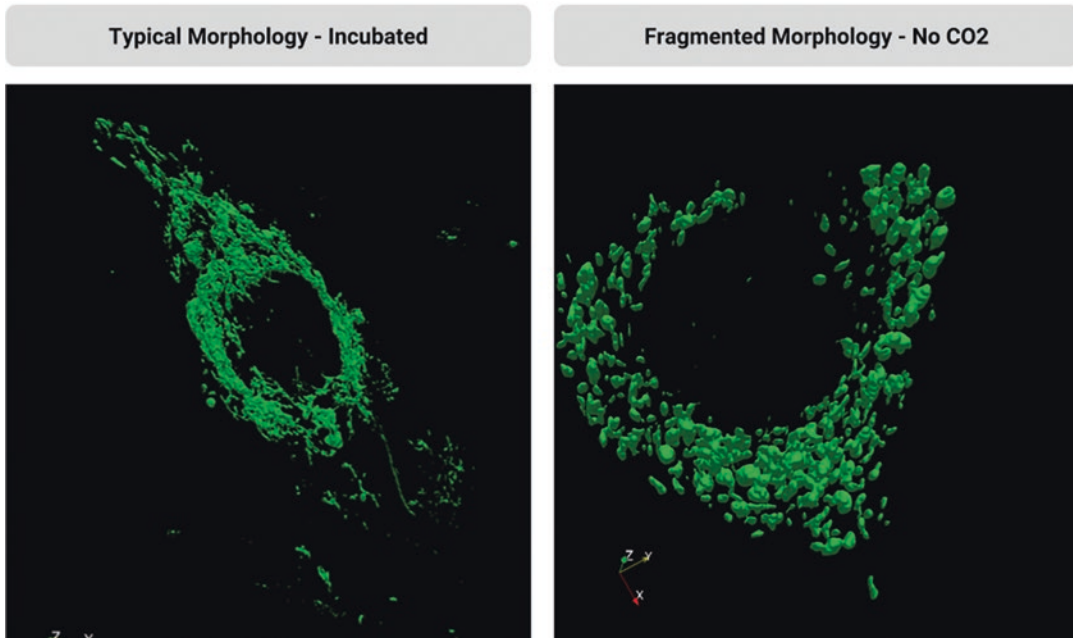 Typical Morphology - Incubated
Fragmented Morphology - No CO2
Z Y
X
Z Y